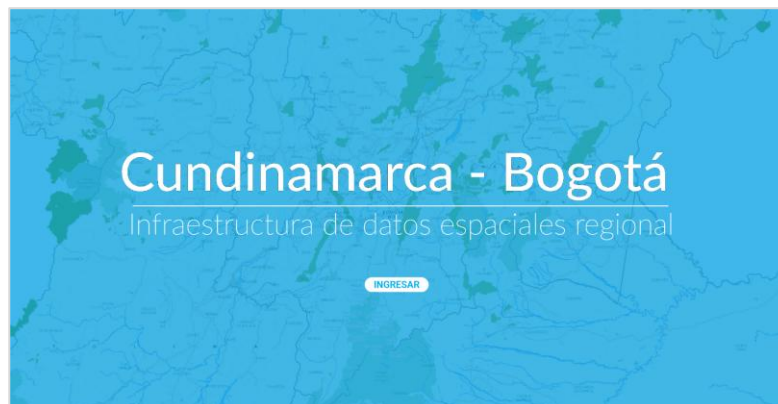 Cundinamarca - Bogotá
Infraestructura de datos espaciales regional
INGRESAR